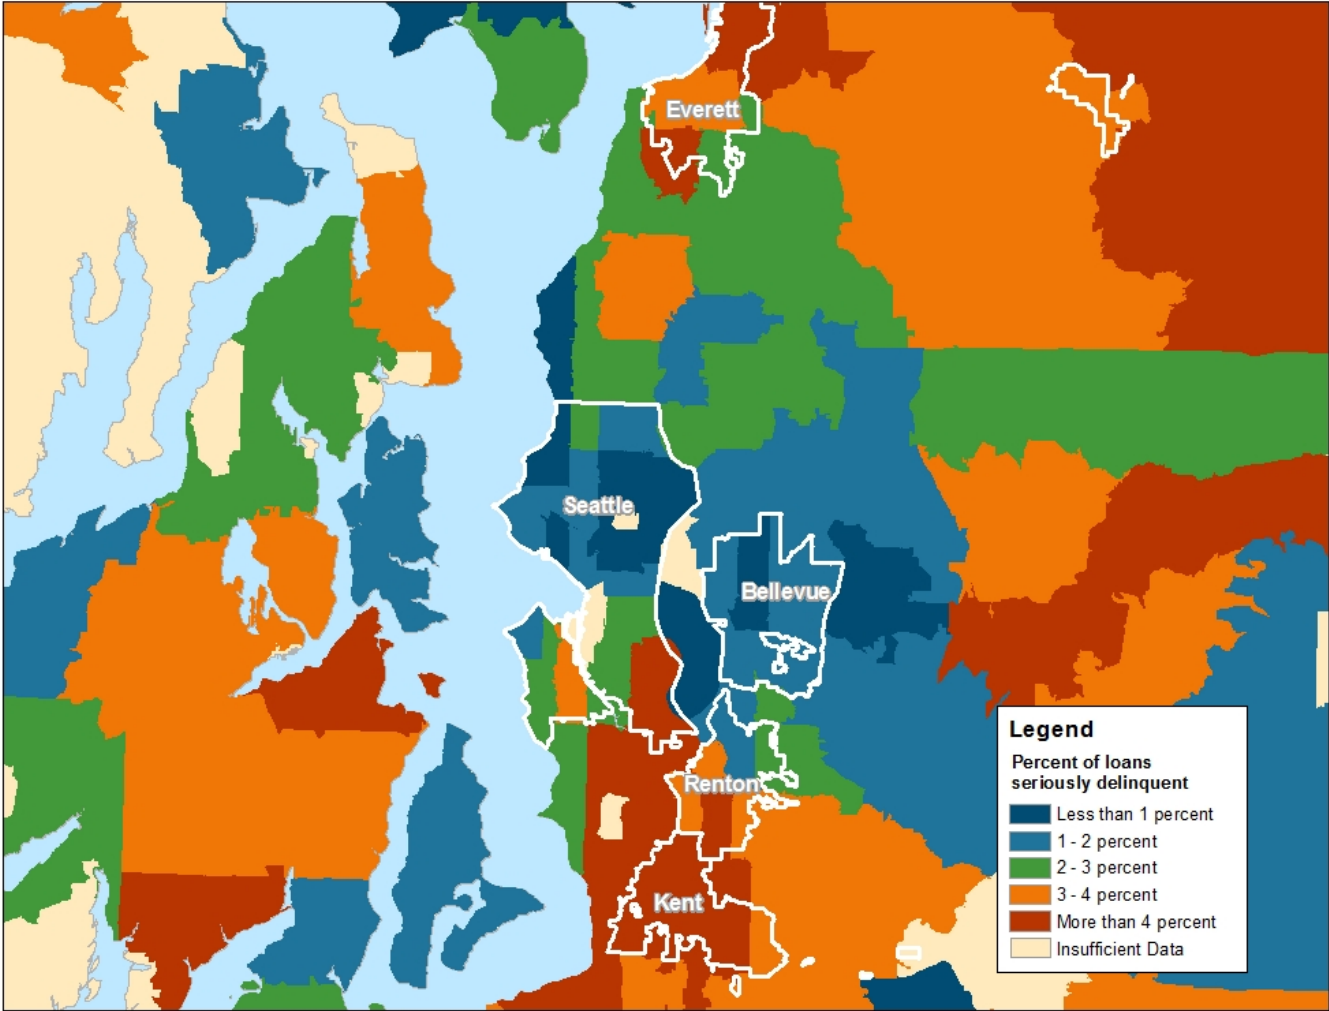 Everett
Seattle
Bellevue
Renton
Kent
Legend
Percent of loans
seriously delinquent
Less than 1 percent
1 - 2 percent
2 - 3 percent
3 - 4 percent
More than 4 percent
Insufficient Data